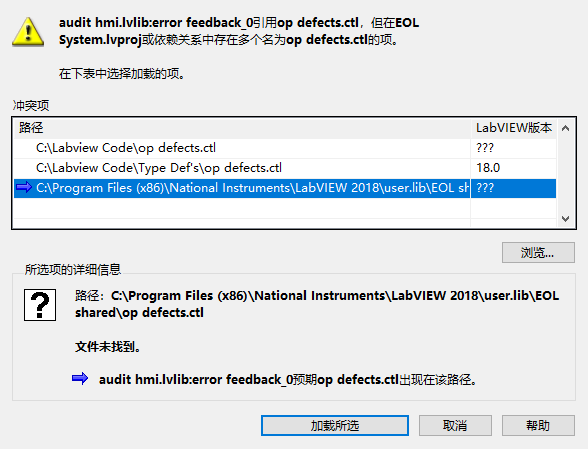 audit hmi.lvlib:error feedback_0引用op defects.ctl，但在EOL
System.lvproj或依赖关系中存在多个名为op defects.ctl的项。
在下表中选择加载的项。
冲突项
路径 LabVIEW版本
C:\Labview Code\op defects.ctl ???
C:\Labview Code\Type Def's\op defects.ctl 18.0
C:\Program Files (x86)\National Instruments\LabVIEW 2018\user.lib\EOL sh ???
浏览...
所选项的详细信息
路径：C:\Program Files (x86)\National Instruments\LabVIEW 2018\user.lib\EOL
shared\op defects.ctl
文件未找到。
audit hmi.lvlib:error feedback_0预期op defects.ctl出现在该路径。
加载所选 取消 帮助